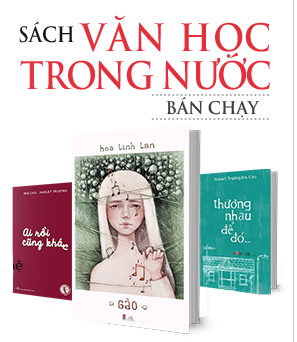 SÁCH VĂN HỌC
TRONG NƯỚC
BÁN CHẠY
hoa linh lan
GÀO
Ai rồi
cũng khác
thương
nhau
để
đó...